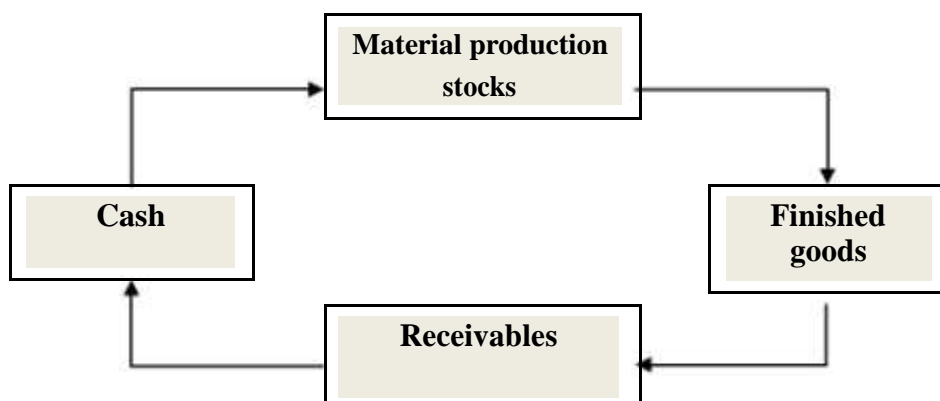 Material production
stocks
Cash
Finished
goods
Receivables